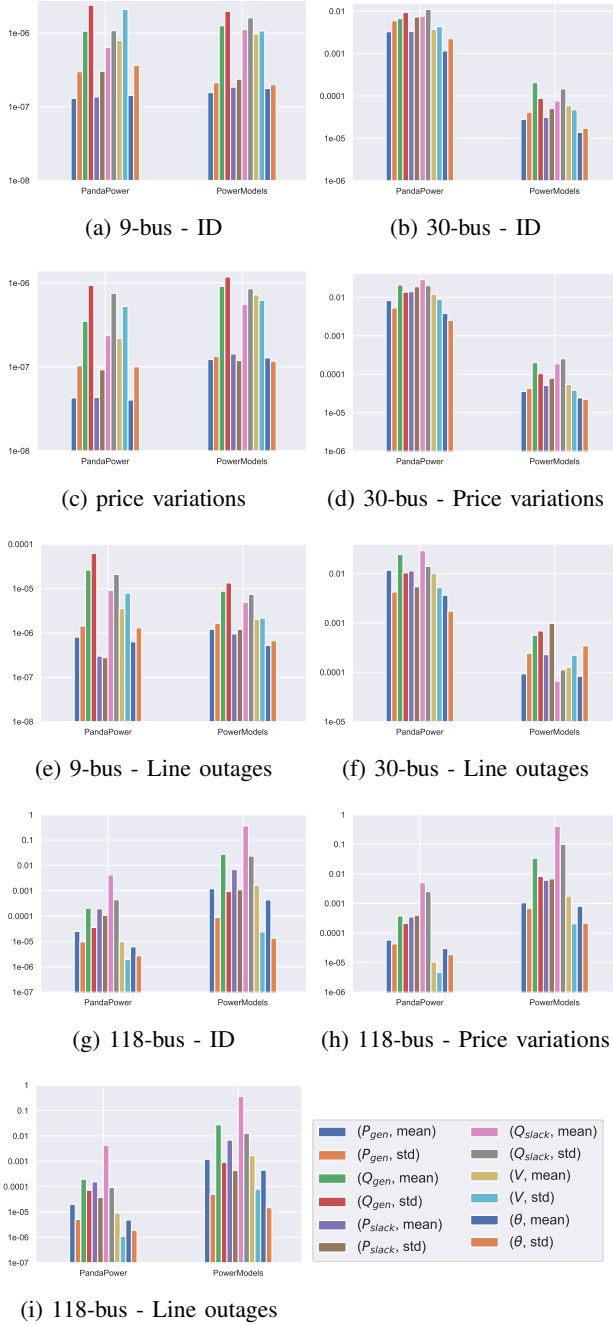 1e-06
1e-07
1e-08
PandaPower
PowerModels
(a) 9-bus - ID
0.01
0.001
0.0001
1e-05
1e-06
PandaPower
PowerModels
(b) 30-bus - ID
1e-06
1e-07
1e-08
PandaPower
PowerModels
(c) price variations
0.01
0.001
0.0001
1e-05
1e-06
PandaPower
PowerModels
(d) 30-bus - Price variations
0.0001
1e-05
1e-06
1e-07
1e-08
PandaPower
PowerModels
(e) 9-bus - Line outages
0.01
0.001
0.0001
1e-05
PandaPower
PowerModels
(f) 30-bus - Line outages
1
0.1
0.01
0.001
0.0001
1e-05
1e-06
1e-07
PandaPower
PowerModels
(g) 118-bus - ID
1
0.1
0.01
0.001
0.0001
1e-05
1e-06
PandaPower
PowerModels
(h) 118-bus - Price variations
1
0.1
0.01
0.001
0.0001
1e-05
1e-06
1e-07
PandaPower
PowerModels
(i) 118-bus - Line outages
(P_gen, mean)
(P_gen, std)
(Q_gen, mean)
(Q_gen, std)
(P_slack, mean)
(P_slack, std)
(Q_slack, mean)
(Q_slack, std)
(V, mean)
(V, std)
(θ, mean)
(θ, std)